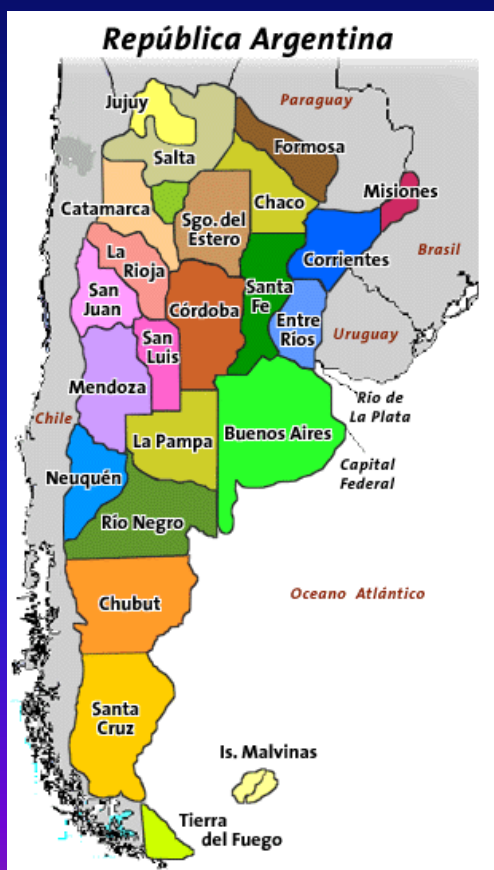 República Argentina
Jujuy
Paraguay
Salta
Formosa
Misiones
Catamarca
Sgo. del
Estero
Chaco
Brasil
La
Rioja
Corrientes
San
Juan
Santa
Fe
Córdoba
Entre
Ríos
Uruguay
San
Luis
Mendoza
Río de
La Plata
Chile
La Pampa
Buenos Aires
Capital
Federal
Neuquén
Río Negro
Chubut
Oceano Atlántico
Santa
Cruz
Is. Malvinas
Tierra
del Fuego